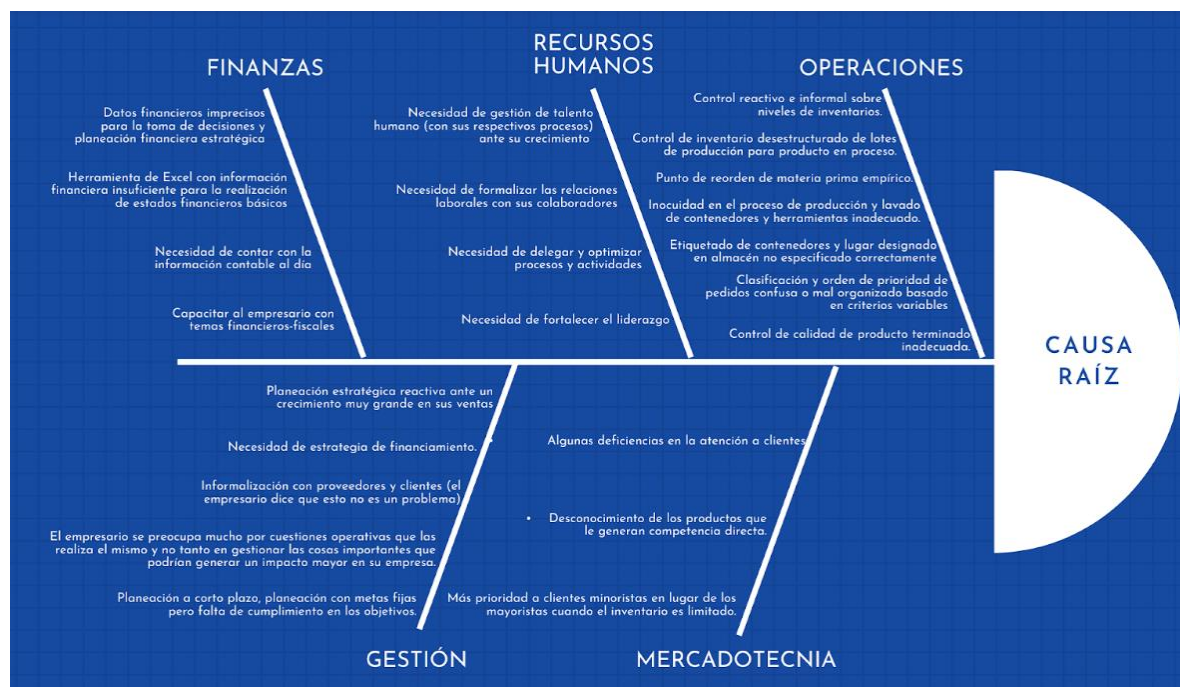 FINANZAS
Datos financieros imprecisos
para la toma de decisiones y
planeación financiera estratégica
Herramienta de Excel con información
financiera insuficiente para la realización
de estados financieros básicos
Necesidad de contar con la
información contable al día
Capacitar al empresario con
temas financieros-fiscales
RECURSOS
HUMANOS
Necesidad de gestión de talento
humano (con sus respectivos procesos)
ante su crecimiento
Necesidad de formalizar las relaciones
laborales con sus colaboradores
Necesidad de delegar y optimizar
procesos y actividades
Necesidad de fortalecer el liderazgo
OPERACIONES
Control reactivo e informal sobre
niveles de inventarios.
Control de inventario desestructurado de lotes
de producción para producto en proceso.
Punto de reorden de materia prima empírico.
Inocuidad en el proceso de producción y lavado
de contenedores y herramientas inadecuado.
Etiquetado de contenedores y lugar designado
en almacén no especificado correctamente
Clasificación y orden de prioridad de
pedidos confusa o mal organizado basado
en criterios variables
Control de calidad de producto terminado
inadecuada.
CAUSA
RAÍZ
Planeación estratégica reactiva ante un
crecimiento muy grande en sus ventas
Necesidad de estrategia de financiamiento.
Informalización con proveedores y clientes (el
empresario dice que esto no es un problema)
El empresario se preocupa mucho por cuestiones operativas que las
realiza el mismo y no tanto en gestionar las cosas importantes que
podrían generar un impacto mayor en su empresa.
Planeación a corto plazo, planeación con metas fijas
pero falta de cumplimiento en los objetivos.
GESTIÓN
Algunas deficiencias en la atención a clientes
• Desconocimiento de los productos que
le generan competencia directa.
Más prioridad a clientes minoristas en lugar de los
mayoristas cuando el inventario es limitado.
MERCADOTECNIA